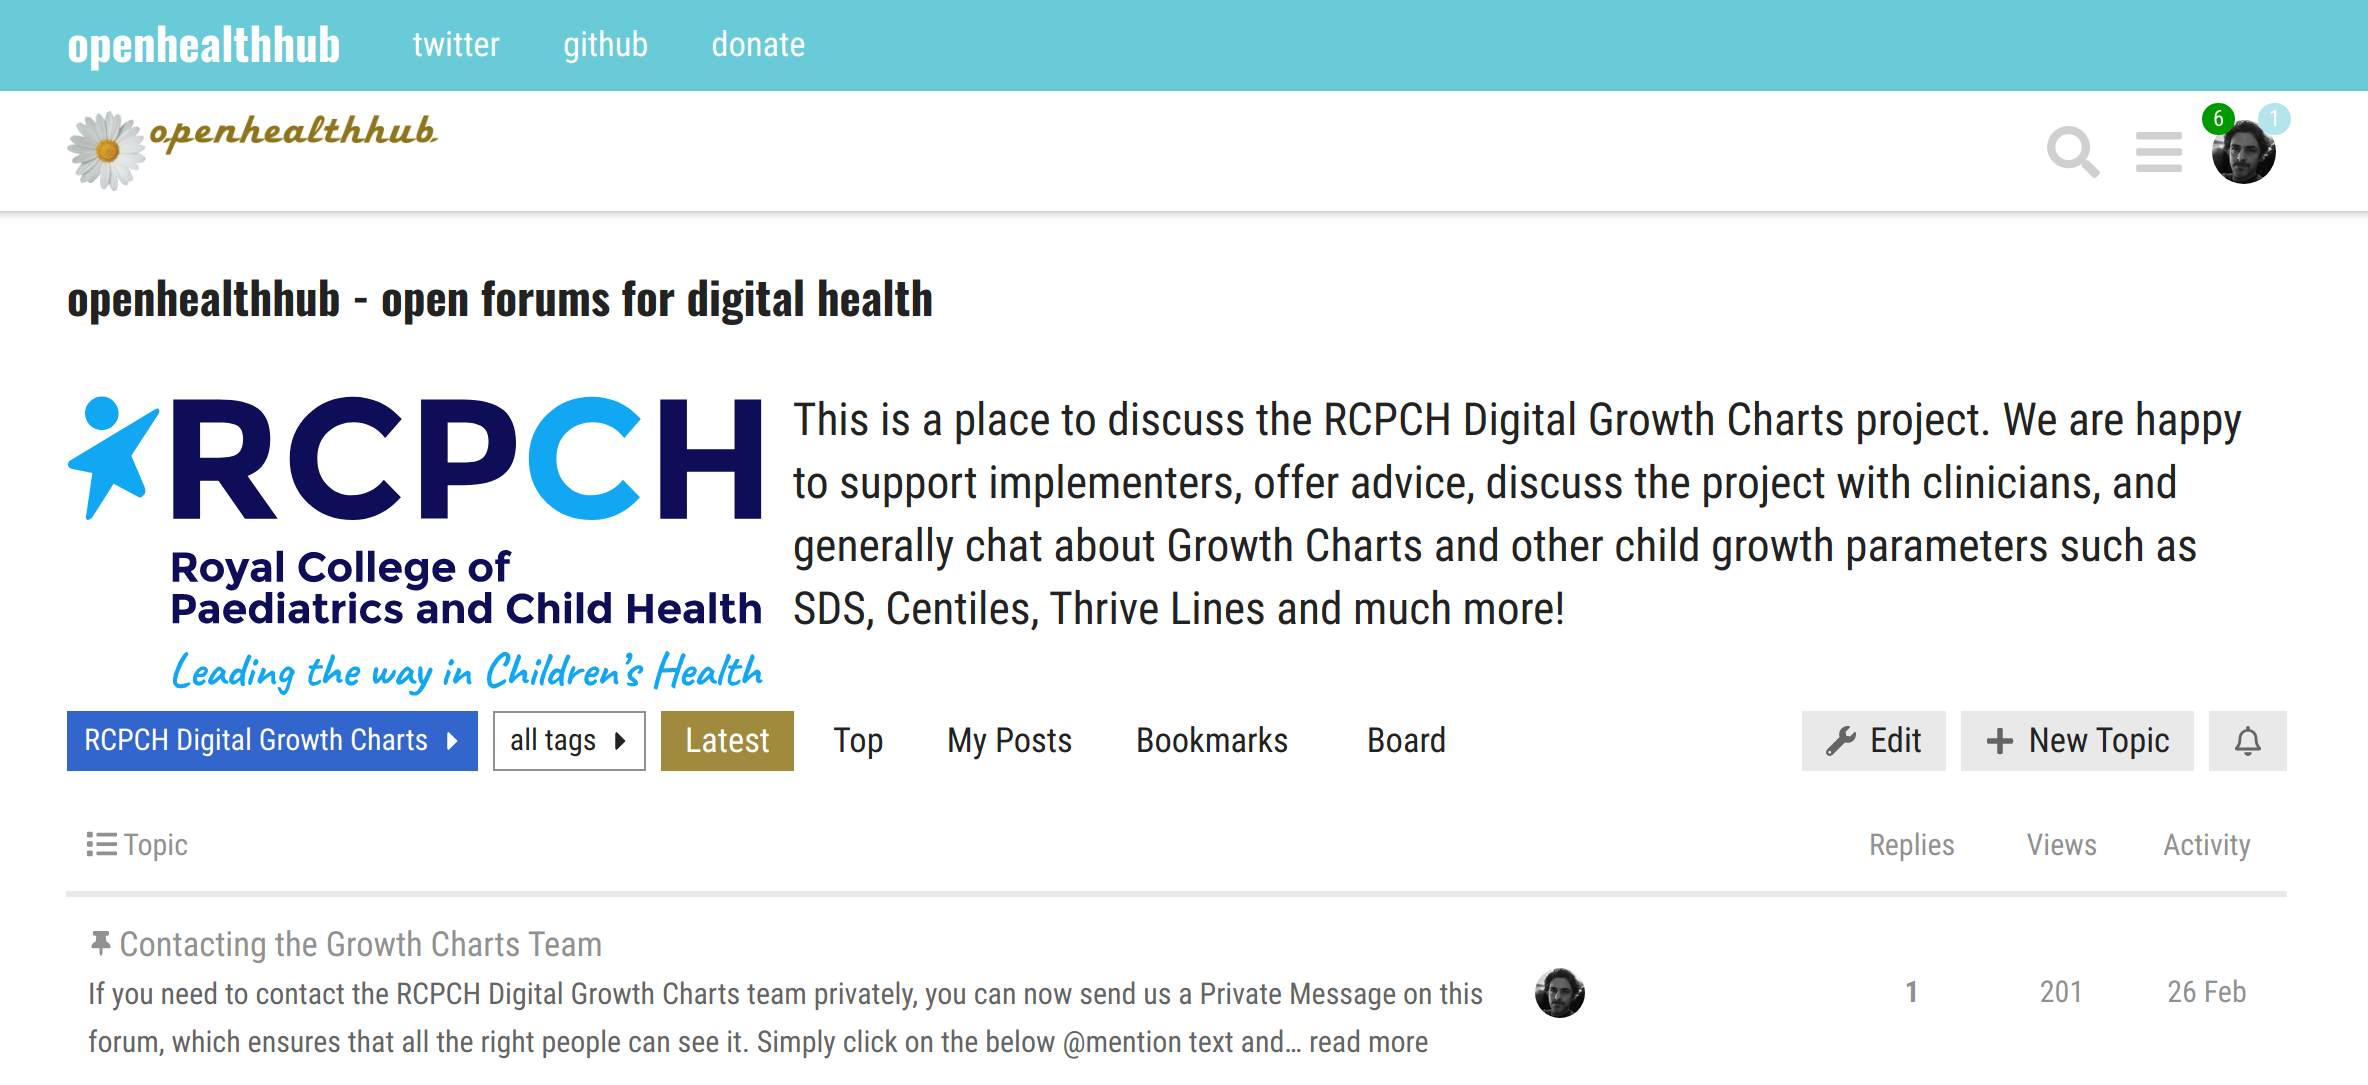 openhealthhub twitter github donate
openhealthhub
6 1
openhealthhub - open forums for digital health
RCPCH
Royal College of
Paediatrics and Child Health
Leading the way in Children's Health
This is a place to discuss the RCPCH Digital Growth Charts project. We are happy
to support implementers, offer advice, discuss the project with clinicians, and
generally chat about Growth Charts and other child growth parameters such as
SDS, Centiles, Thrive Lines and much more!
RCPCH Digital Growth Charts all tags Latest Top My Posts Bookmarks Board Edit New Topic
Topic Replies Views Activity
Contacting the Growth Charts Team
If you need to contact the RCPCH Digital Growth Charts team privately, you can now send us a Private Message on this
forum, which ensures that all the right people can see it. Simply click on the below @mention text and… read more
1 201 26 Feb